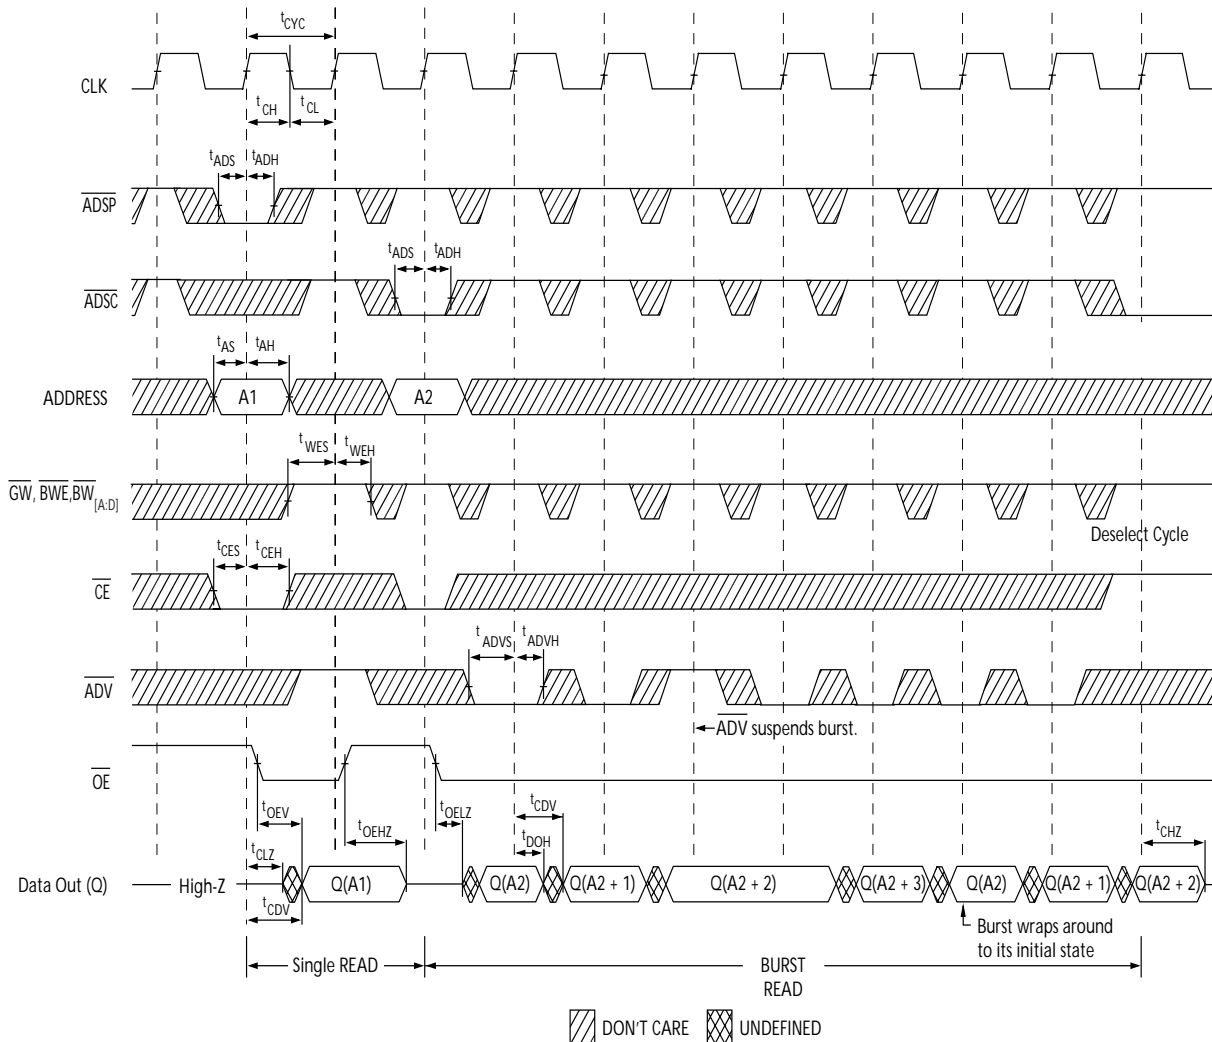 tCYC
CLK
tCH
tCL
tADS
tADH
ADSP
tADS
tADH
ADSC
tAS
tAH
ADDRESS
A1
A2
tWES
tWEH
GW, BWE,BW[A:D]
Deselect Cycle
tCES
tCEH
CE
tADVS
tADVH
ADV
ADV suspends burst.
OE
tOEV
tOEHZ
tOELZ
tCDV
tDOH
tCHZ
tCLZ
Data Out (Q)
High-Z
Q(A1)
Q(A2)
Q(A2 + 1)
Q(A2 + 2)
Q(A2 + 3)
Q(A2)
Q(A2 + 1)
Q(A2 + 2)
tCDV
Burst wraps around
to its initial state
Single READ
BURST
READ
DON'T CARE
UNDEFINED